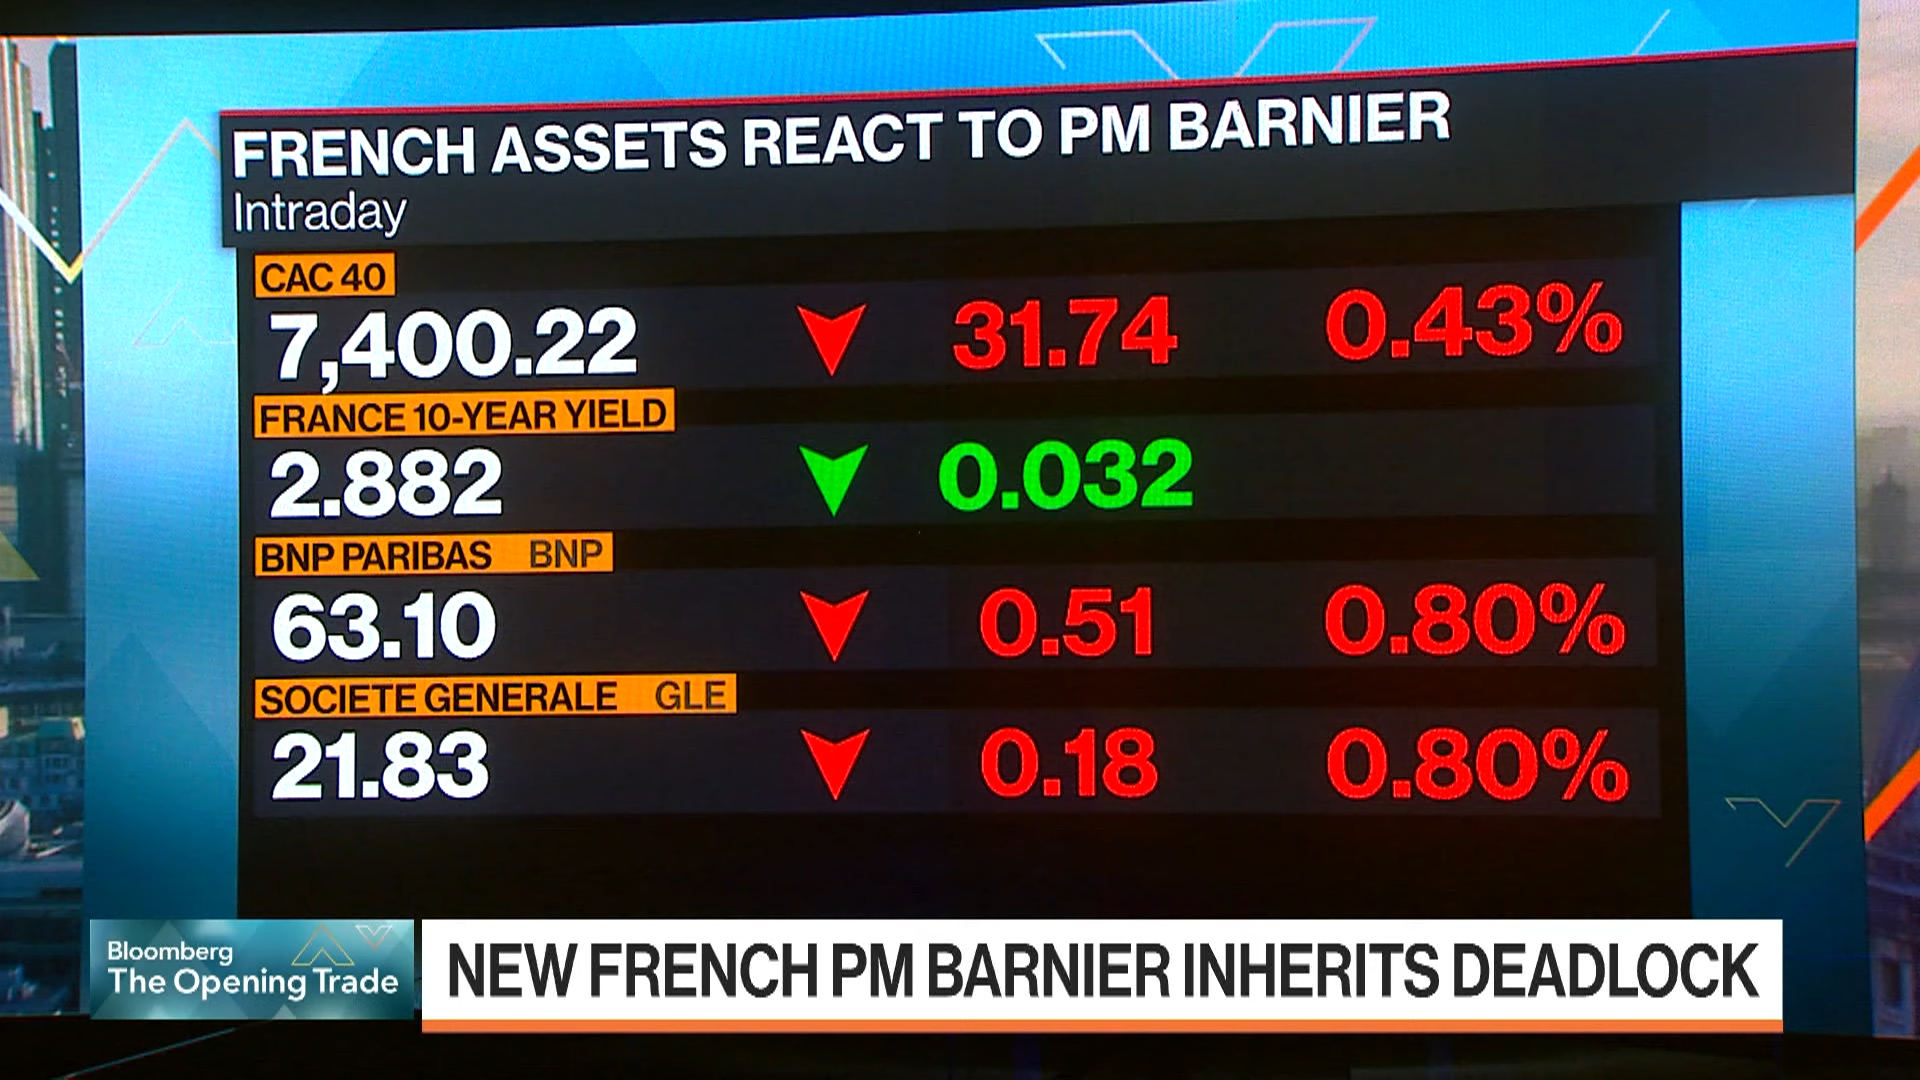 FRENCH ASSETS REACT TO PM BARNIER
Intraday
CAC 40
7,400.22 31.74 0.43%
FRANCE 10-YEAR YIELD
2.882 0.032
BNP PARIBAS BNP
63.10 0.51 0.80%
SOCIETE GENERALE GLE
21.83 0.18 0.80%
Bloomberg
The Opening Trade
NEW FRENCH PM BARNIER INHERITS DEADLOCK